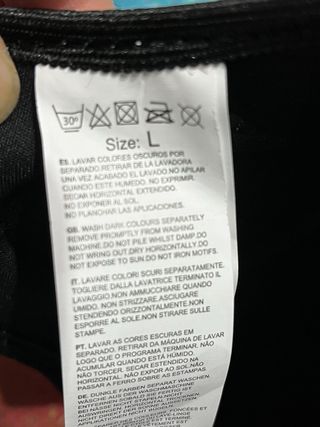 30°
Size: L
ES. LAVAR COLORES OSCUROS POR
SEPARADO.RETIRAR DE LA LAVADORA
UNA VEZ ACABADO EL LAVADO.NO APILAR
CUANDO ESTE HUMEDO. NO EXPRIMIR.
SECAR HORIZONTAL EXTENDIDO.
NO EXPONER AL SOL.
NO PLANCHAR LAS APLICACIONES.
GB. WASH DARK COLOURS SEPARATELY
REMOVE PROMPTLY FROM WASHING
MACHINE.DO NOT PILE WHILST DAMP.DO
NOT WRING OUT.DRY HORIZONTALLY.DO
NOT EXPOSE TO SUN.DO NOT IRON MOTIFS.
IT. LAVARE COLORI SCURI SEPARATAMENTE.
TOGLIERE DALLA LAVATRICE TERMINATO IL
LAVAGGIO.NON AMMUCCHIARE QUANDO
UMIDO. NON STRIZZARE.ASCIUGARE
STENDENDO ORIZZONTALMENTE.NON
ESPORRE AL SOLE.NON STIRARE SULLE
STAMPE.
PT. LAVAR AS CORES ESCURAS EM
SEPARADO. RETIRAR DA MÁQUINA DE LAVAR
LOGO QUE O PROGRAMA TERMINAR. NÃO
ACUMULAR QUANDO ESTÁ HÚMIDO.
NÃO TORCER. SECAR ESTENDIDO NA
HORIZONTAL. NÃO EXPOR AO SOL. NÃO
PASSAR A FERRO SOBRE AS ESTAMPAS.
DE. DUNKLE FARBEN SEPARAT WASCHEN.
AUS DER WASCHMASCHINE